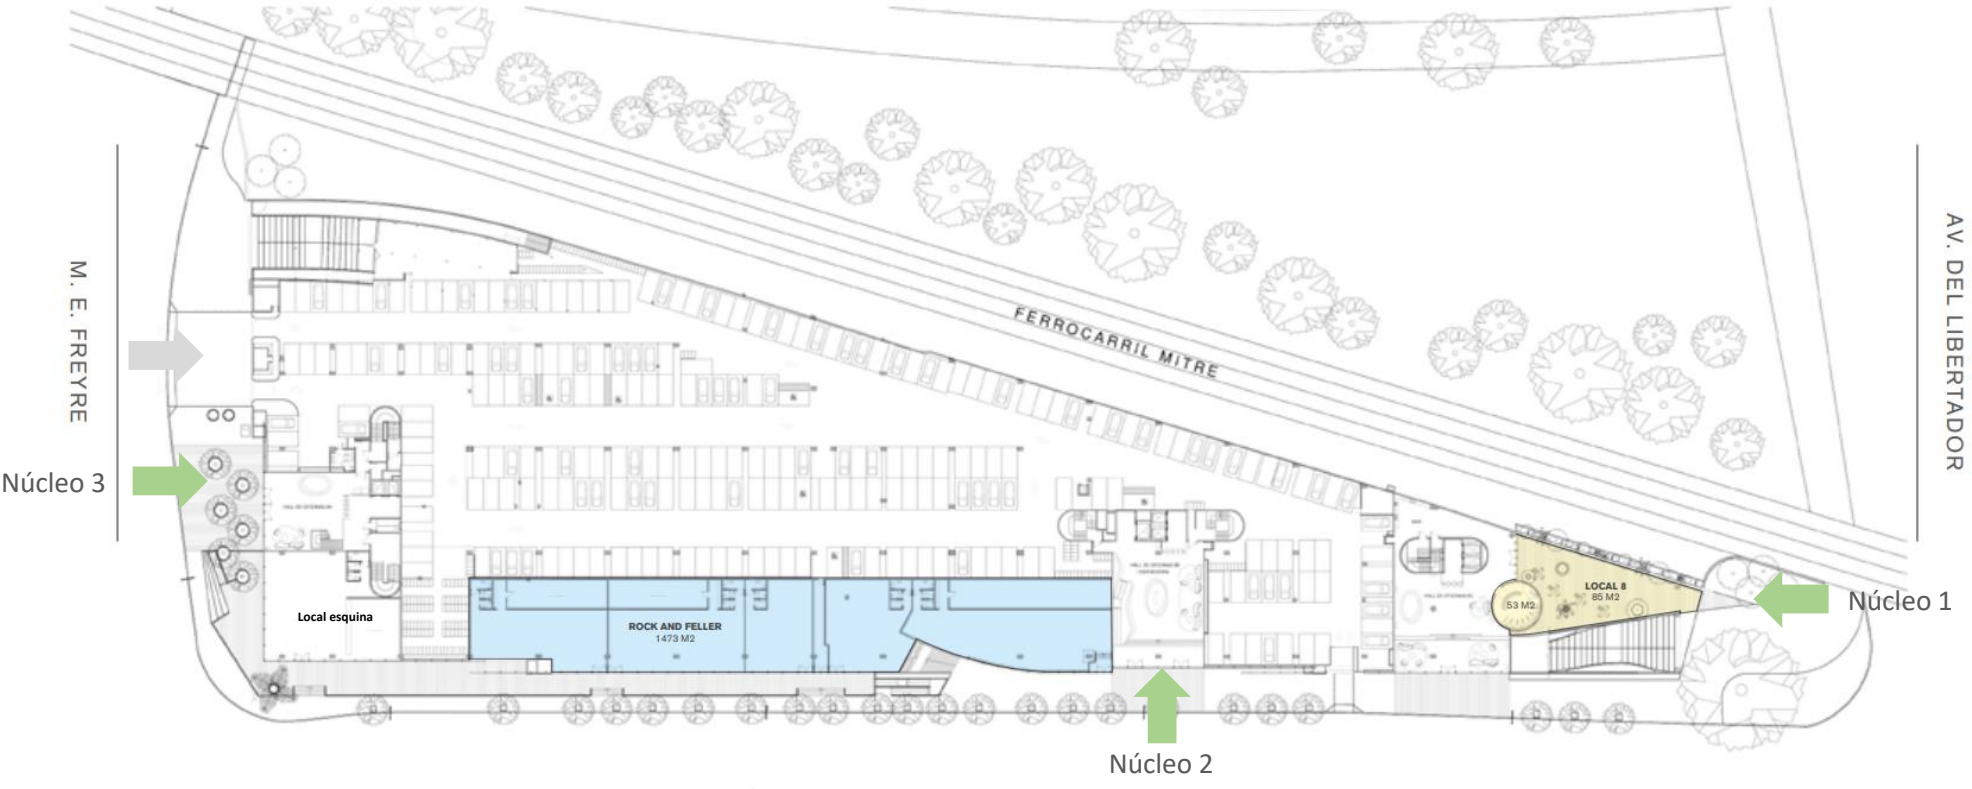 FERROCARRIL MITRE
M. E. FREYRE
AV. DEL LIBERTADOR
Núcleo 3
Local esquina
ROCK AND FELLER
1473 M2
LOCAL 8
85 M2
53 M2
Núcleo 1
Núcleo 2